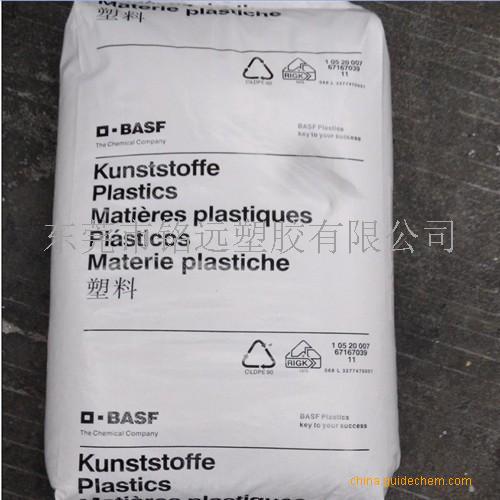 Materie plastiche
塑料
C/LDPE 90
RIGK
1 05 20 007
67167039
11
BASF
The Chemical Company
BASF Plastics
key to your success
Kunststoffe
Plastics
Matières plastiques
Plásticos
Materie plastiche
塑料
东莞市铭远塑胶有限公司
C/LDPE 90
RIGK
1 05 20 007
67167039
11
BASF
The Chemical Company
BASF Plastics
key to your success
Kunststoffe
Plastics
Matières plastiques
china.guidechem.com